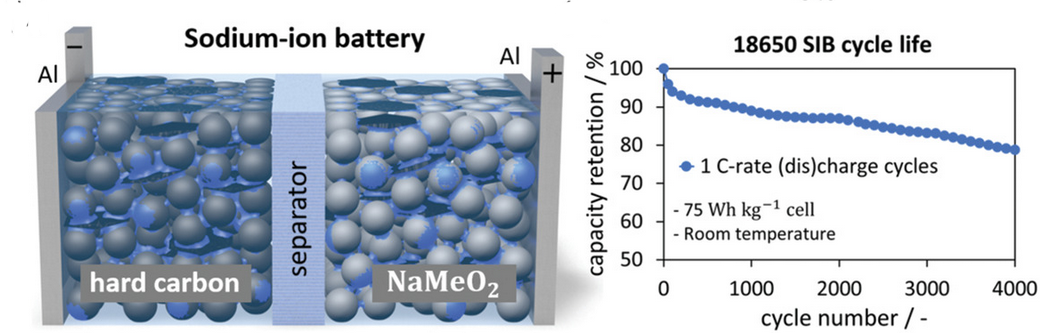 Sodium-ion battery
−
Al
Al
+
separator
hard carbon
NaMeO₂
18650 SIB cycle life
capacity retention / %
100
90
80
70
60
50
1 C-rate (dis)charge cycles
- 75 Wh kg⁻¹ cell
- Room temperature
0 1000 2000 3000 4000
cycle number / -